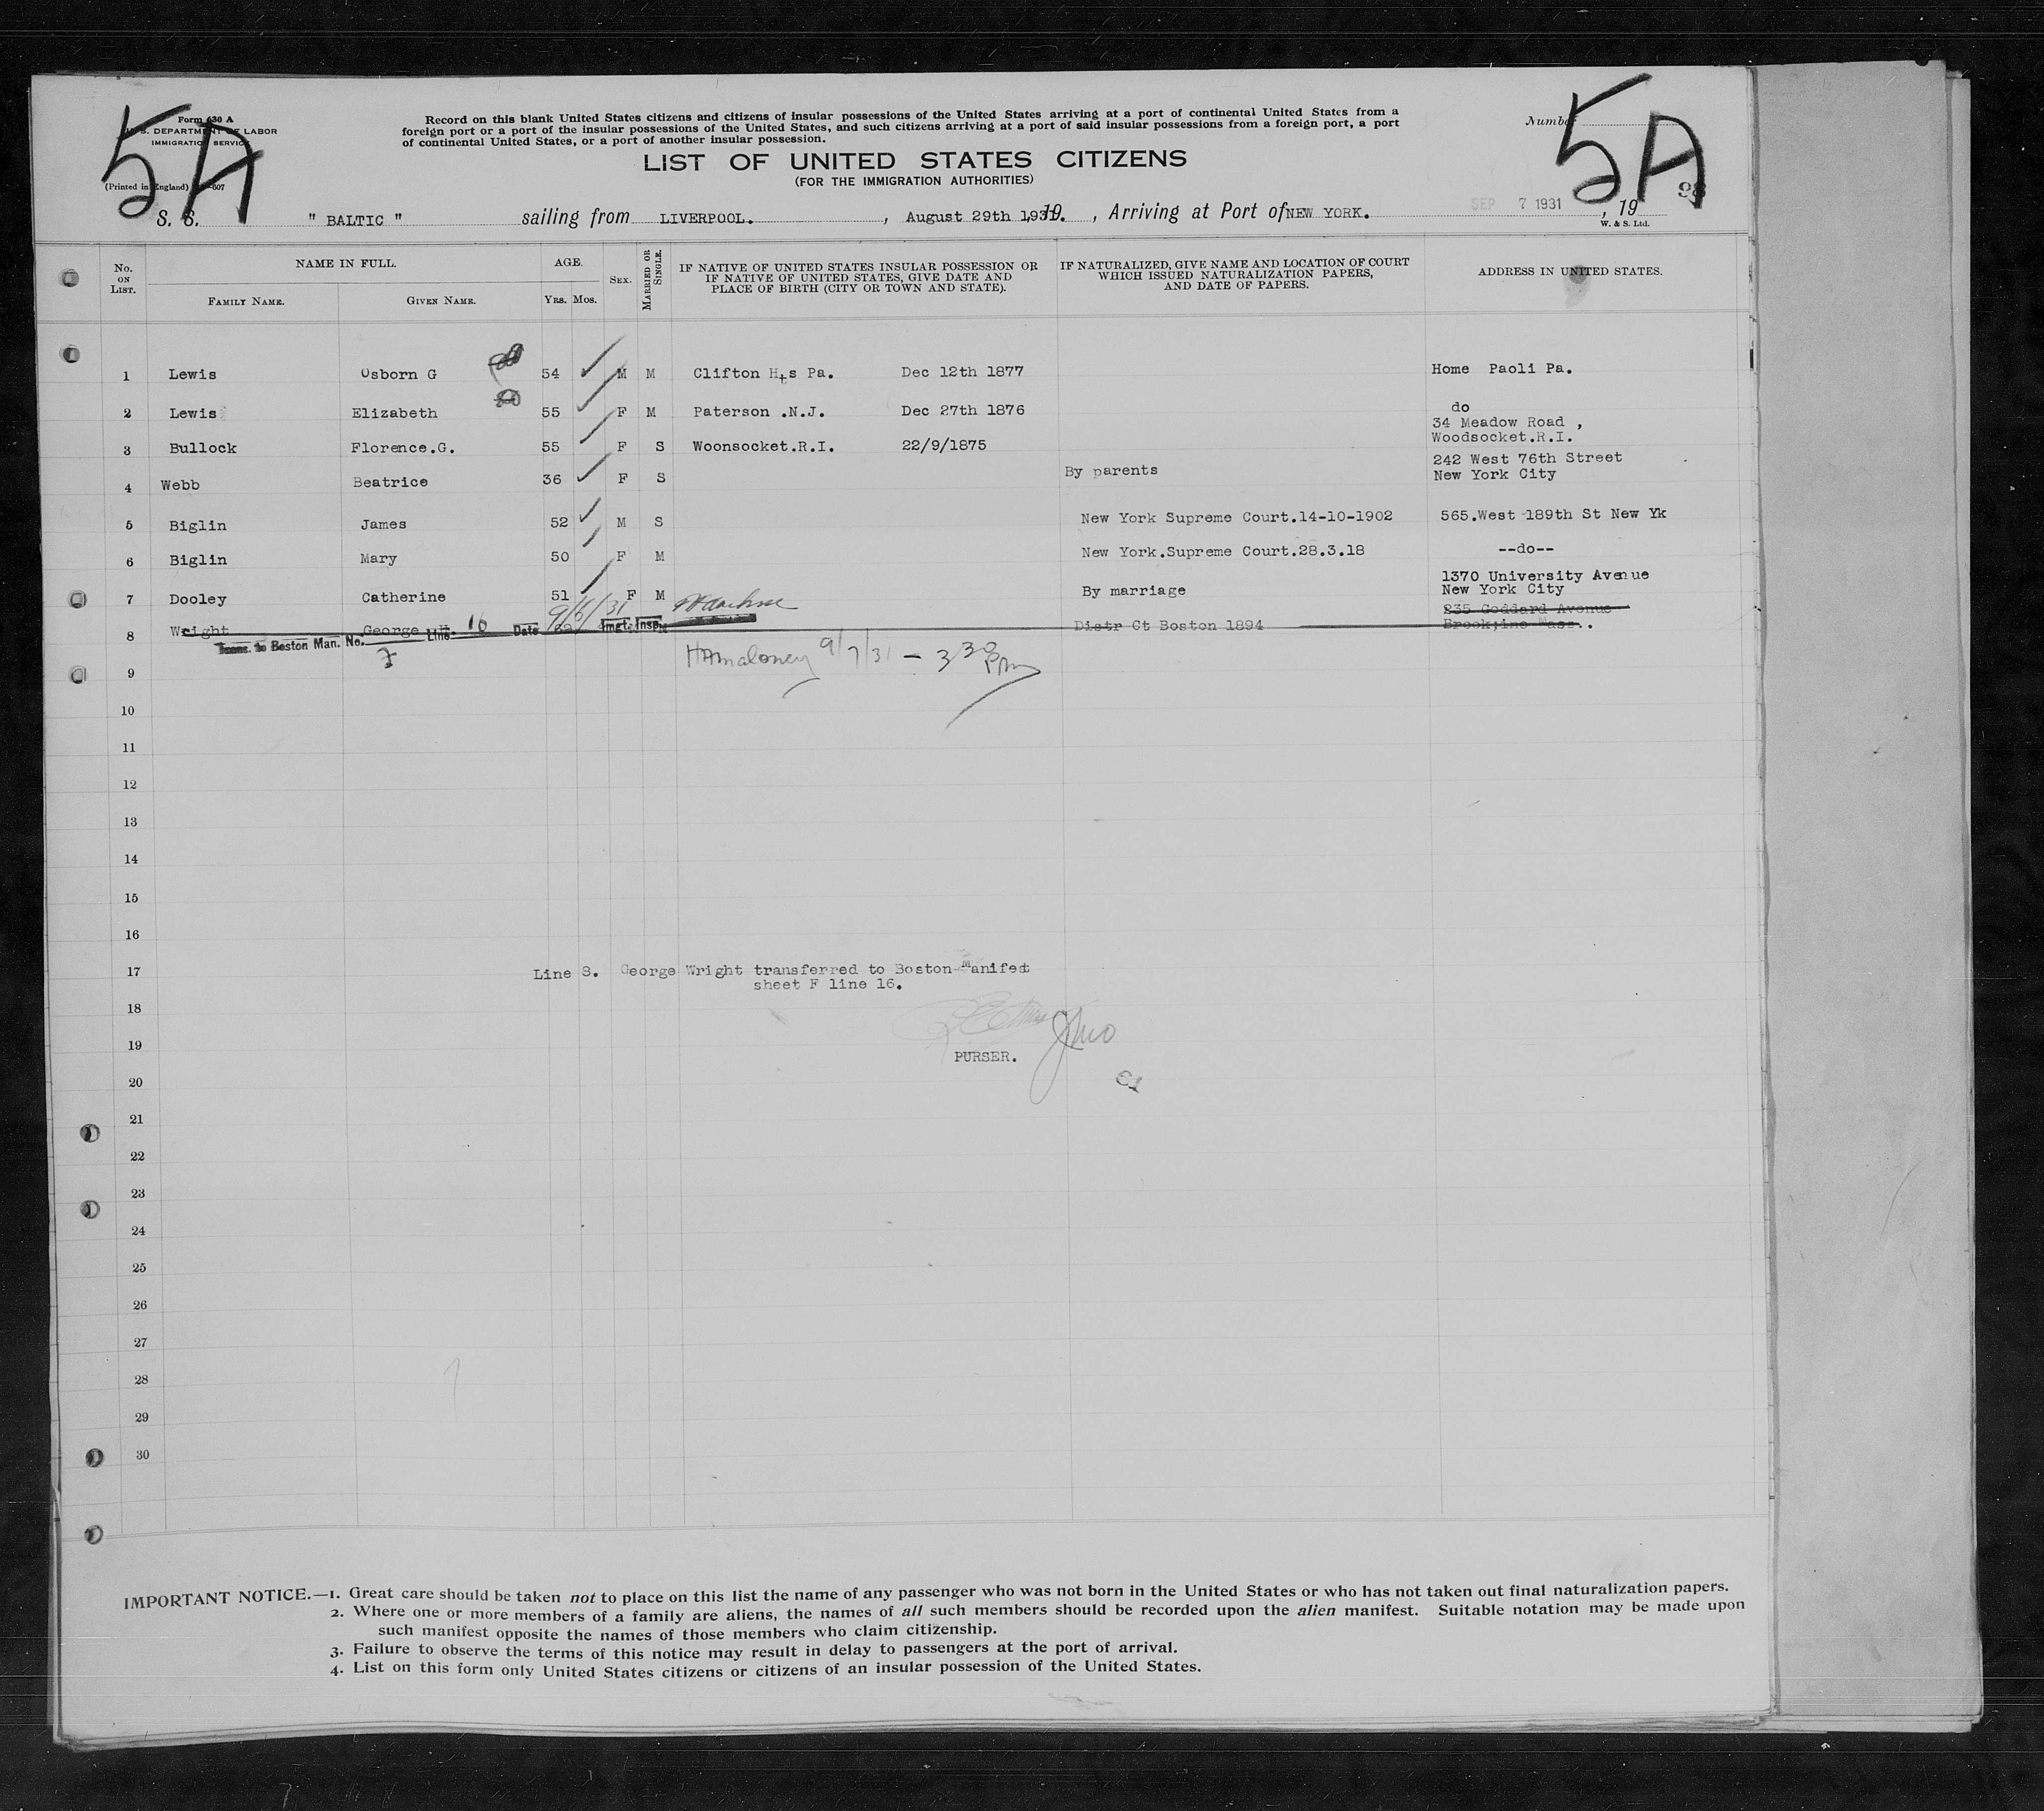 5A
5A
Form 630 A
U. S. DEPARTMENT OF LABOR
IMMIGRATION SERVICE
(Printed in England)
Record on this blank United States citizens and citizens of insular possessions of the United States arriving at a port of continental United States from a
foreign port or a port of the insular possessions of the United States, and such citizens arriving at a port of said insular possessions from a foreign port, a port
of continental United States, or a port of another insular possession.
Number
98
LIST OF UNITED STATES CITIZENS
(FOR THE IMMIGRATION AUTHORITIES)
S. S. " BALTIC " sailing from LIVERPOOL. , August 29th 1931. 19 , Arriving at Port of NEW YORK. SEP 7 1931 , 19
W. & S. Ltd.
No. ON LIST. NAME IN FULL. AGE. SEX. MARRIED OR SINGLE. IF NATIVE OF UNITED STATES INSULAR POSSESSION OR IF NATIVE OF UNITED STATES, GIVE DATE AND PLACE OF BIRTH (CITY OR TOWN AND STATE). IF NATURALIZED, GIVE NAME AND LOCATION OF COURT WHICH ISSUED NATURALIZATION PAPERS, AND DATE OF PAPERS. ADDRESS IN UNITED STATES.
FAMILY NAME. GIVEN NAME. YRS. MOS.
1 Lewis Osborn G 54 M M Clifton Hts Pa. Dec 12th 1877 Home Paoli Pa.
2 Lewis Elizabeth 55 F M Paterson .N.J. Dec 27th 1876 do
3 Bullock Florence.G. 55 F S Woonsocket.R.I. 22/9/1875 34 Meadow Road ,
Woodsocket.R.I.
4 Webb Beatrice 36 F S By parents 242 West 76th Street
New York City
5 Biglin James 52 M S New York Supreme Court.14-10-1902 565.West 189th St New Yk
6 Biglin Mary 50 F M New York.Supreme Court.28.3.18 --do--
7 Dooley Catherine 51 F M By marriage 1370 University Avenue
New York City
8 Wright George Distr Ct Boston 1894 235 Goddard Avenue
Brook;ine Mass..
Trans. to Boston Man. No. F Line 16 Date 9/6/31 Imgt. Insp.
9 HAMaloney 9/7/31 — 3 30 PM
10
11
12
13
14
15
16
17 Line 8. George Wright transferred to Boston Manifest
sheet F line 16.
18
19
PURSER.
20
21
22
23
24
25
26
27
28
29
30
IMPORTANT NOTICE.—1. Great care should be taken not to place on this list the name of any passenger who was not born in the United States or who has not taken out final naturalization papers.
2. Where one or more members of a family are aliens, the names of all such members should be recorded upon the alien manifest. Suitable notation may be made upon
such manifest opposite the names of those members who claim citizenship.
3. Failure to observe the terms of this notice may result in delay to passengers at the port of arrival.
4. List on this form only United States citizens or citizens of an insular possession of the United States.